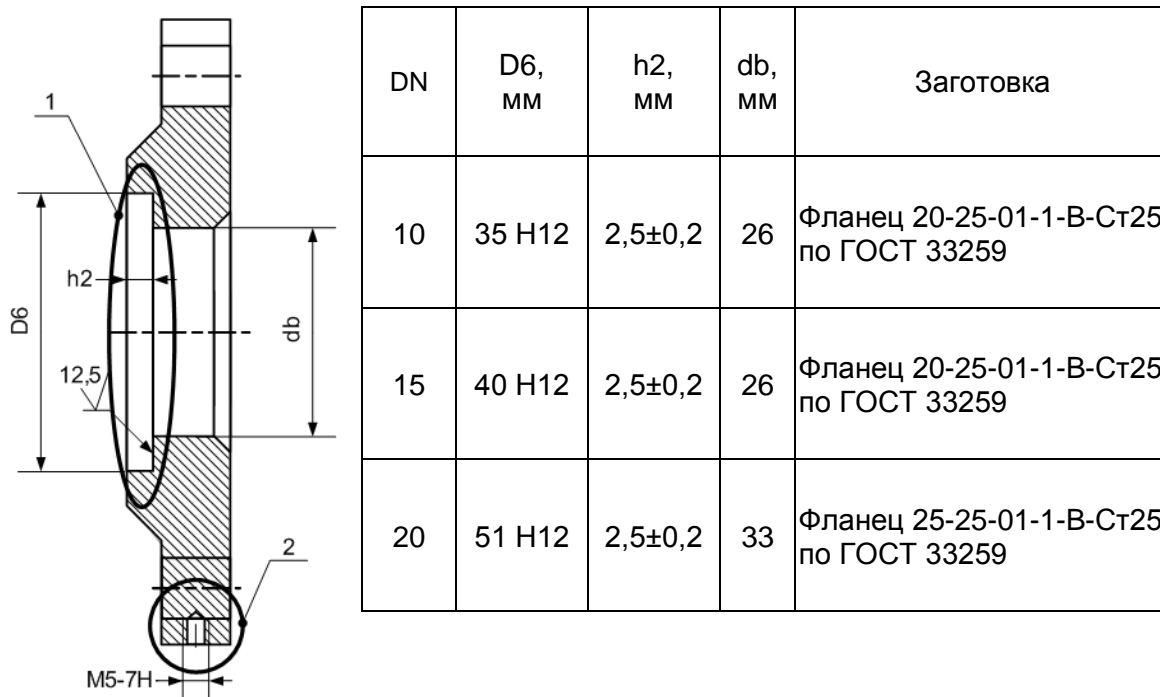 1
D6
h2
12,5
db
2
M5-7H
DN
D6,
мм
h2,
мм
db,
мм
Заготовка
10
35 H12
2,5±0,2
26
Фланец 20-25-01-1-В-Ст25
по ГОСТ 33259
15
40 H12
2,5±0,2
26
Фланец 20-25-01-1-В-Ст25
по ГОСТ 33259
20
51 H12
2,5±0,2
33
Фланец 25-25-01-1-В-Ст25
по ГОСТ 33259